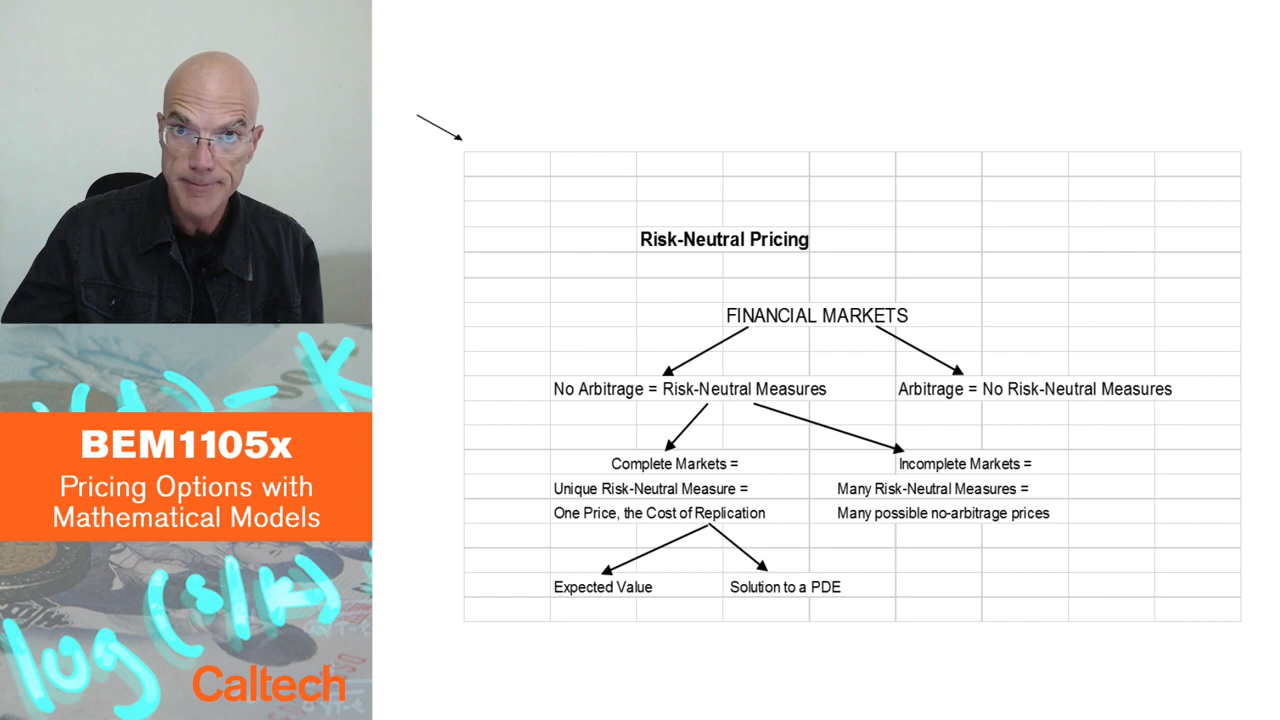 Risk-Neutral Pricing
FINANCIAL MARKETS
No Arbitrage = Risk-Neutral Measures
Arbitrage = No Risk-Neutral Measures
Complete Markets =
Unique Risk-Neutral Measure =
One Price, the Cost of Replication
Incomplete Markets =
Many Risk-Neutral Measures =
Many possible no-arbitrage prices
Expected Value
Solution to a PDE
BEM1105x
Pricing Options with
Mathematical Models
log(s/k)
Caltech